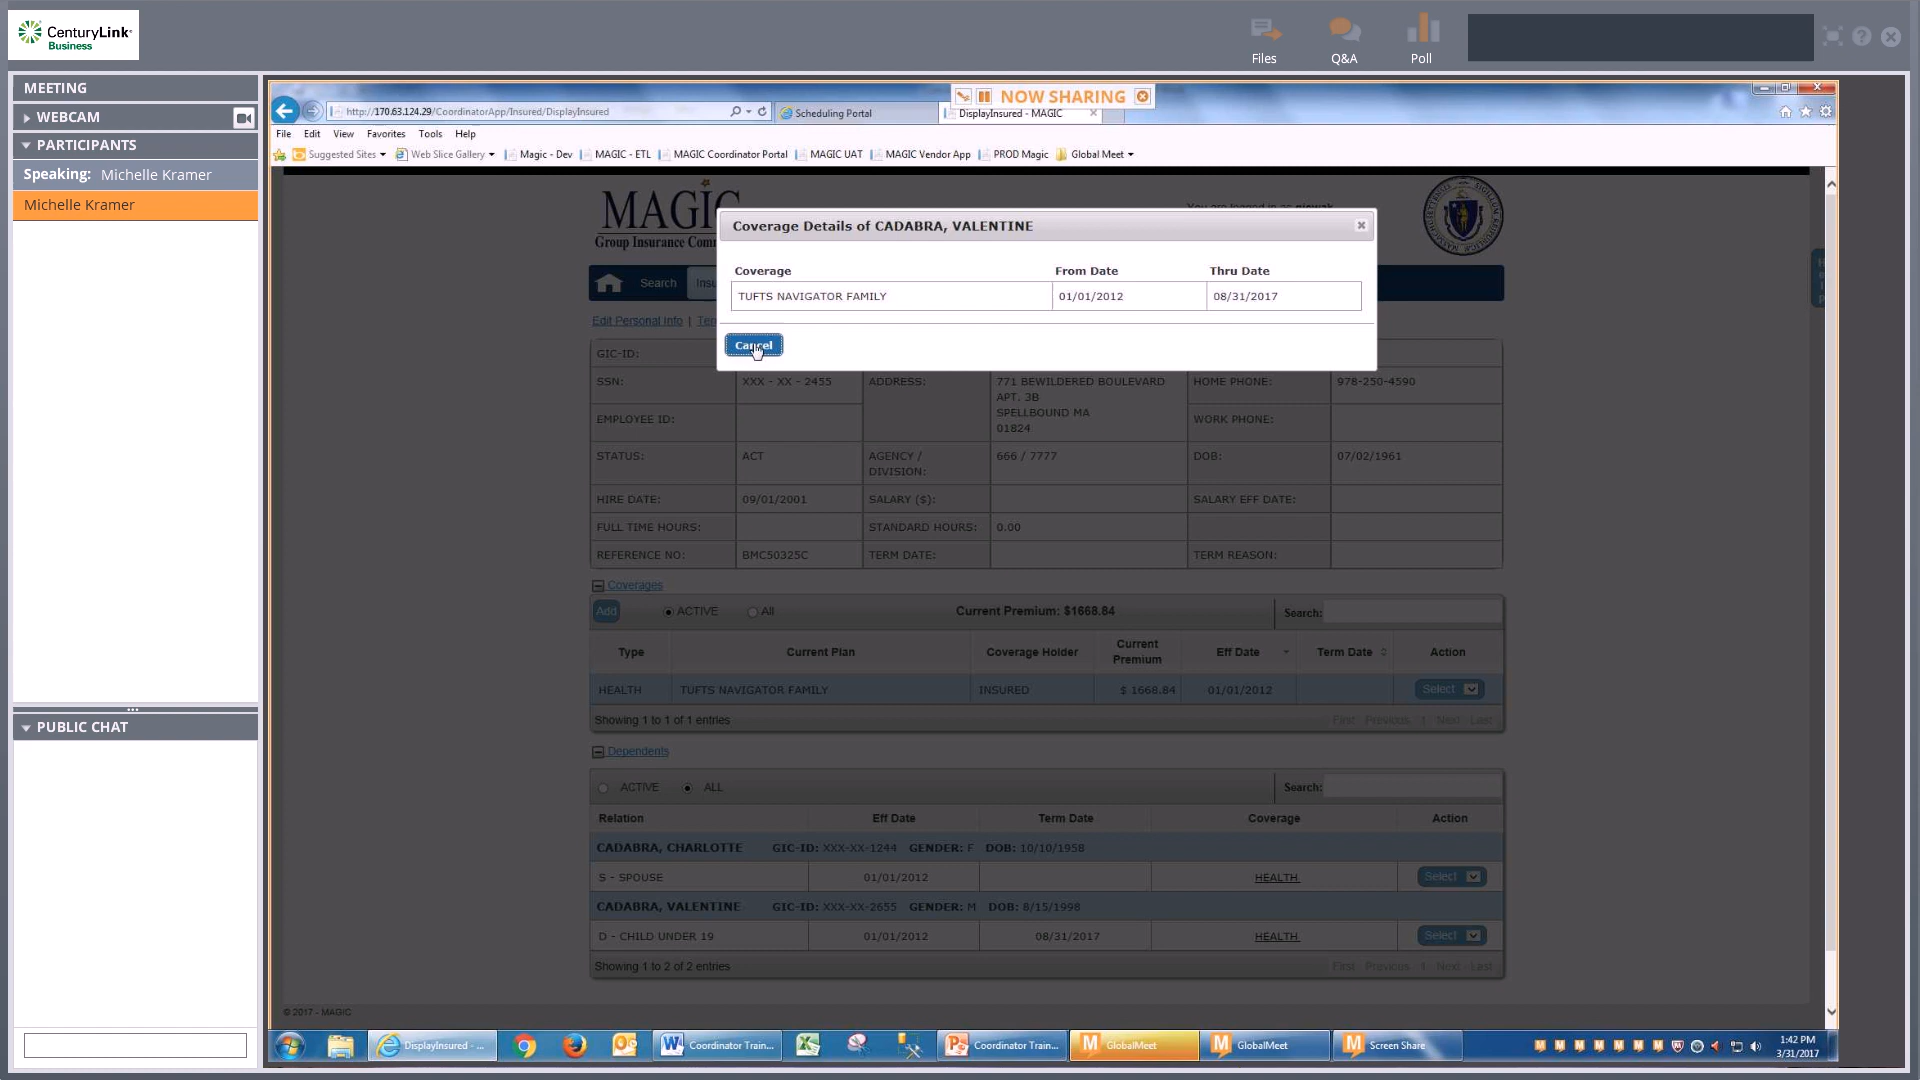 CenturyLink
Business
Files
Q&A
Poll
MEETING
WEBCAM
PARTICIPANTS
Speaking: Michelle Kramer
Michelle Kramer
PUBLIC CHAT
NOW SHARING
http://170.63.124.29/CoordinatorApp/Insured/DisplayInsured
Scheduling Portal
DisplayInsured - MAGIC
File Edit View Favorites Tools Help
Suggested Sites
Web Slice Gallery
Magic - Dev
MAGIC - ETL
MAGIC Coordinator Portal
MAGIC UAT
MAGIC Vendor App
PROD Magic
Global Meet
MAGIC
Group Insurance Com
Search
Edit Personal Info |
Coverage Details of CADABRA, VALENTINE
Coverage From Date Thru Date
TUFTS NAVIGATOR FAMILY 01/01/2012 08/31/2017
Cancel
GIC-ID:
SSN: XXX - XX - 2455 ADDRESS: 771 BEWILDERED BOULEVARD HOME PHONE: 978-250-4590
APT. 3B
SPELLBOUND MA
01824
EMPLOYEE ID: WORK PHONE:
STATUS: ACT AGENCY / 666 / 7777 DOB: 07/02/1961
DIVISION:
HIRE DATE: 09/01/2001 SALARY ($): SALARY EFF DATE:
FULL TIME HOURS: STANDARD HOURS: 0.00
REFERENCE NO: BMC50325C TERM DATE: TERM REASON:
Coverages
Add ACTIVE All Current Premium: $1668.84 Search:
Type Current Plan Coverage Holder Current Premium Eff Date Term Date Action
HEALTH TUFTS NAVIGATOR FAMILY INSURED $ 1668.84 01/01/2012 Select
Showing 1 to 1 of 1 entries First Previous 1 Next Last
Dependents
ACTIVE ALL Search:
Relation Eff Date Term Date Coverage Action
CADABRA, CHARLOTTE GIC-ID: XXX-XX-1244 GENDER: F DOB: 10/10/1958
S - SPOUSE 01/01/2012 HEALTH Select
CADABRA, VALENTINE GIC-ID: XXX-XX-2655 GENDER: M DOB: 8/15/1998
D - CHILD UNDER 19 01/01/2012 08/31/2017 HEALTH Select
Showing 1 to 2 of 2 entries First Previous 1 Next Last
© 2017 - MAGIC
DisplayInsured - ...
Coordinator Train...
Coordinator Train...
GlobalMeet
GlobalMeet
Screen Share
1:42 PM
3/31/2017